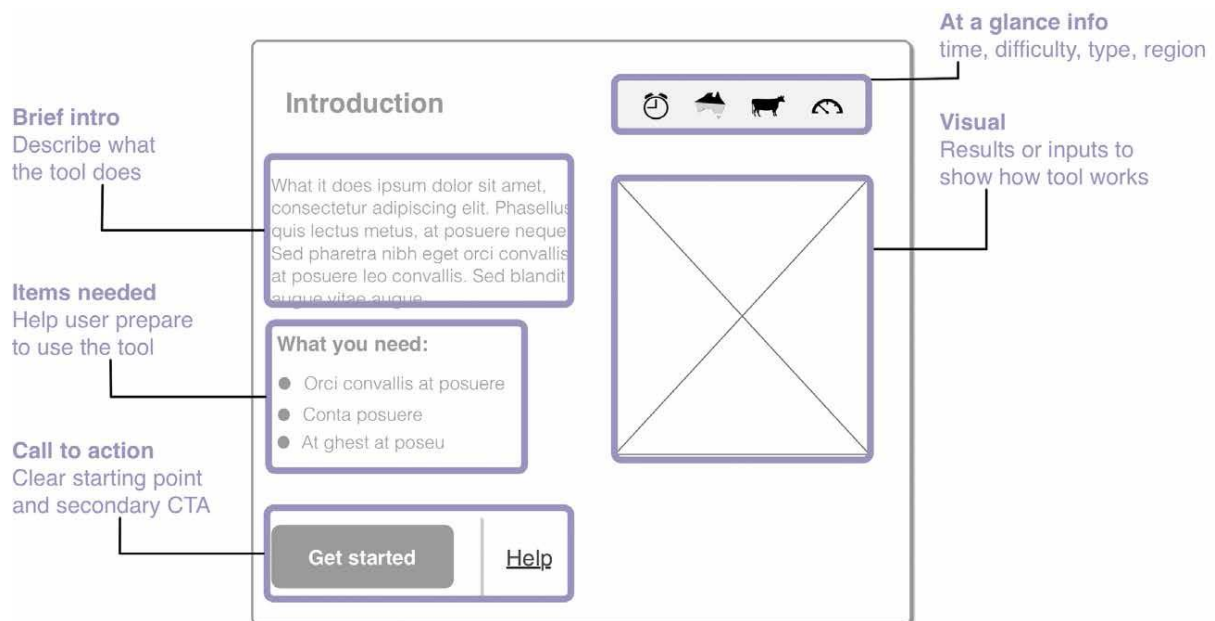 At a glance info
time, difficulty, type, region
Introduction
Brief intro
Describe what
the tool does
Visual
Results or inputs to
show how tool works
What it does ipsum dolor sit amet,
consectetur adipiscing elit. Phasellus
quis lectus metus, at posuere neque
Sed pharetra nibh eget orci convallis
at posuere leo convallis. Sed blandit
augue vitae augue
Items needed
Help user prepare
to use the tool
What you need:
Orci convallis at posuere
Conta posuere
At ghest at poseu
Call to action
Clear starting point
and secondary CTA
Get started
Help